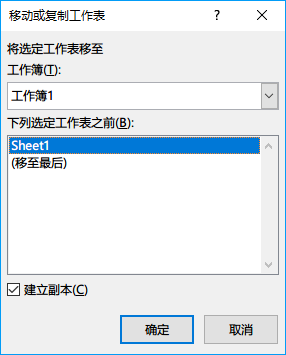 移动或复制工作表
将选定工作表移至
工作簿(T):
工作簿1
下列选定工作表之前(B):
Sheet1
(移至最后)
建立副本(C)
确定
取消